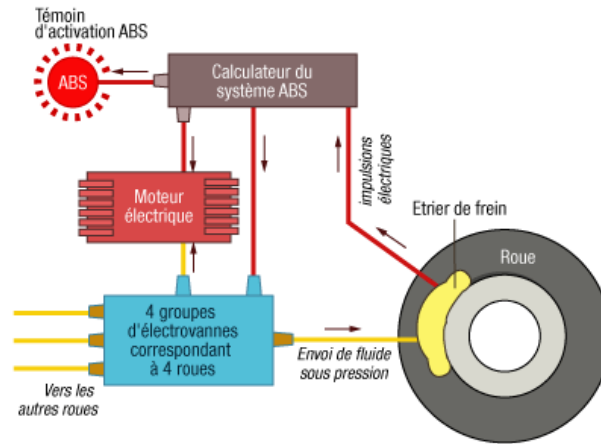 Témoin
d'activation ABS
ABS
Calculateur du
système ABS
impulsions
électriques
Moteur
électrique
Etrier de frein
Roue
4 groupes
d'électrovannes
correspondant
à 4 roues
Envoi de fluide
sous pression
Vers les
autres roues